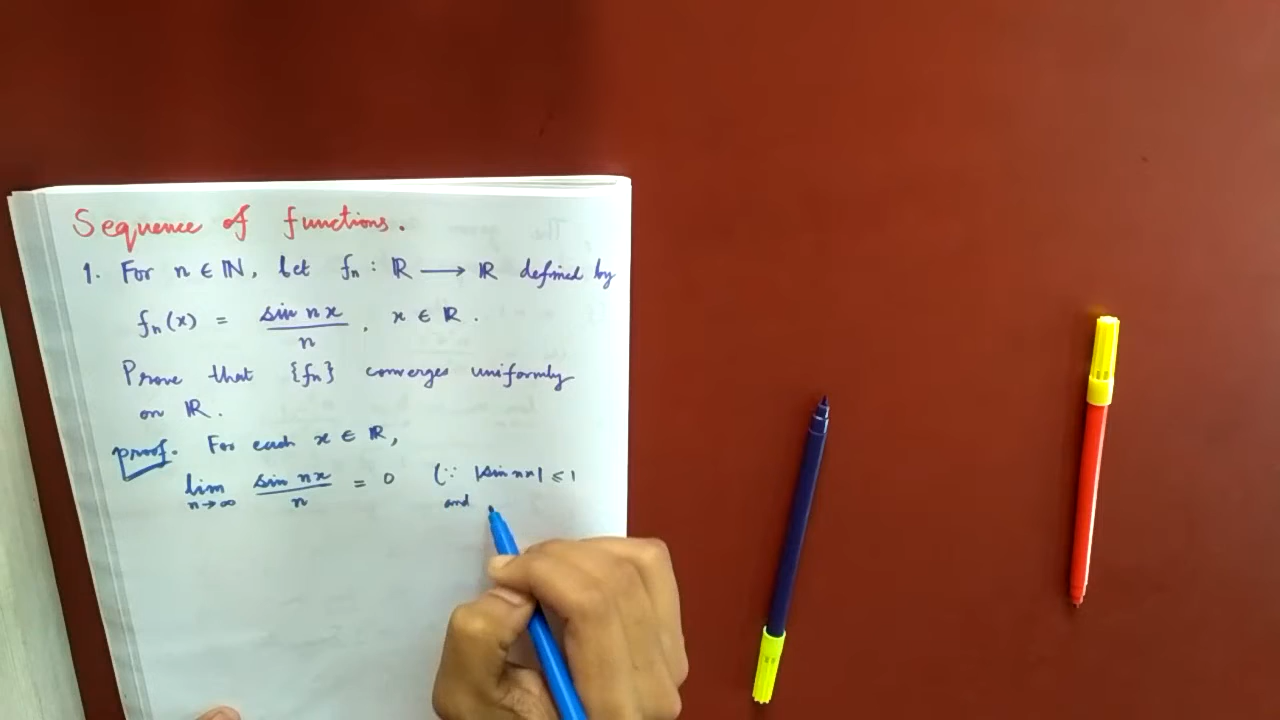 Sequence of functions.
1. For n ∈ ℕ, let fₙ : ℝ ⟶ ℝ defined by
fₙ(x) = sin nx / n , x ∈ ℝ .
Prove that {fₙ} converges uniformly
on ℝ.
proof. For each x ∈ ℝ,
lim n→∞ sin nx / n = 0 (∵ |sin nx| ≤ 1
and